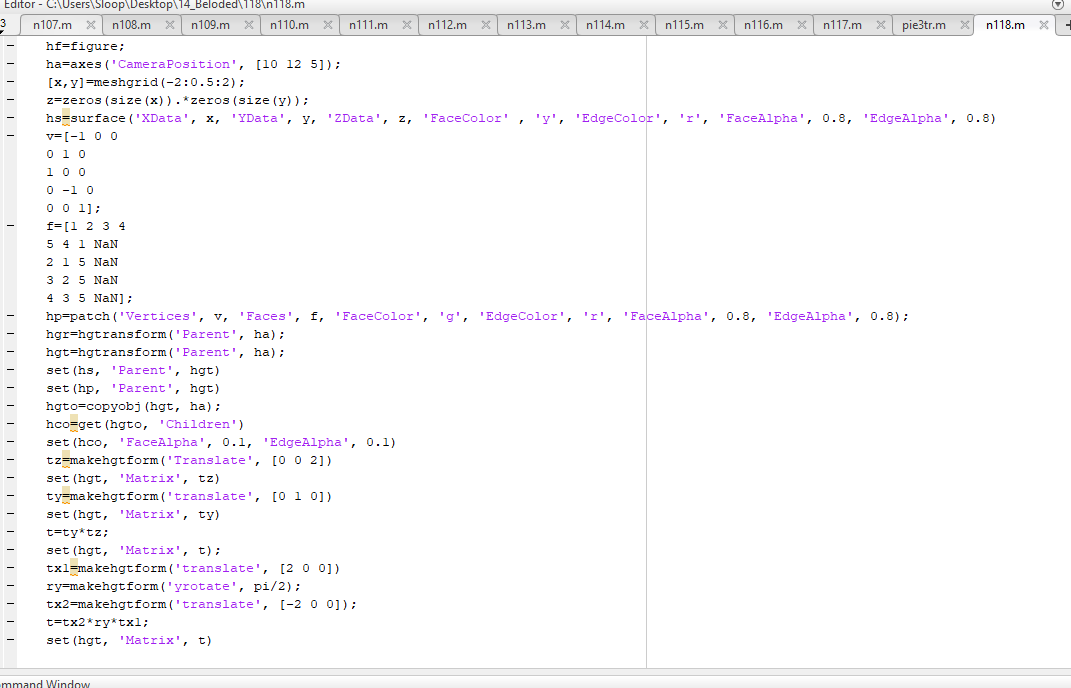 Editor - C:\Users\Sloop\Desktop\14_Beloded\118\n118.m
3 n107.m n108.m n109.m n110.m n111.m n112.m n113.m n114.m n115.m n116.m n117.m pie3tr.m n118.m
hf=figure;
ha=axes('CameraPosition', [10 12 5]);
[x,y]=meshgrid(-2:0.5:2);
z=zeros(size(x)).*zeros(size(y));
hs=surface('XData', x, 'YData', y, 'ZData', z, 'FaceColor' , 'y', 'EdgeColor', 'r', 'FaceAlpha', 0.8, 'EdgeAlpha', 0.8)
v=[-1 0 0
0 1 0
1 0 0
0 -1 0
0 0 1];
f=[1 2 3 4
5 4 1 NaN
2 1 5 NaN
3 2 5 NaN
4 3 5 NaN];
hp=patch('Vertices', v, 'Faces', f, 'FaceColor', 'g', 'EdgeColor', 'r', 'FaceAlpha', 0.8, 'EdgeAlpha', 0.8);
hgr=hgtransform('Parent', ha);
hgt=hgtransform('Parent', ha);
set(hs, 'Parent', hgt)
set(hp, 'Parent', hgt)
hgto=copyobj(hgt, ha);
hco=get(hgto, 'Children')
set(hco, 'FaceAlpha', 0.1, 'EdgeAlpha', 0.1)
tz=makehgtform('Translate', [0 0 2])
set(hgt, 'Matrix', tz)
ty=makehgtform('translate', [0 1 0])
set(hgt, 'Matrix', ty)
t=ty*tz;
set(hgt, 'Matrix', t);
tx1=makehgtform('translate', [2 0 0])
ry=makehgtform('yrotate', pi/2);
tx2=makehgtform('translate', [-2 0 0]);
t=tx2*ry*tx1;
set(hgt, 'Matrix', t)
ommand Window